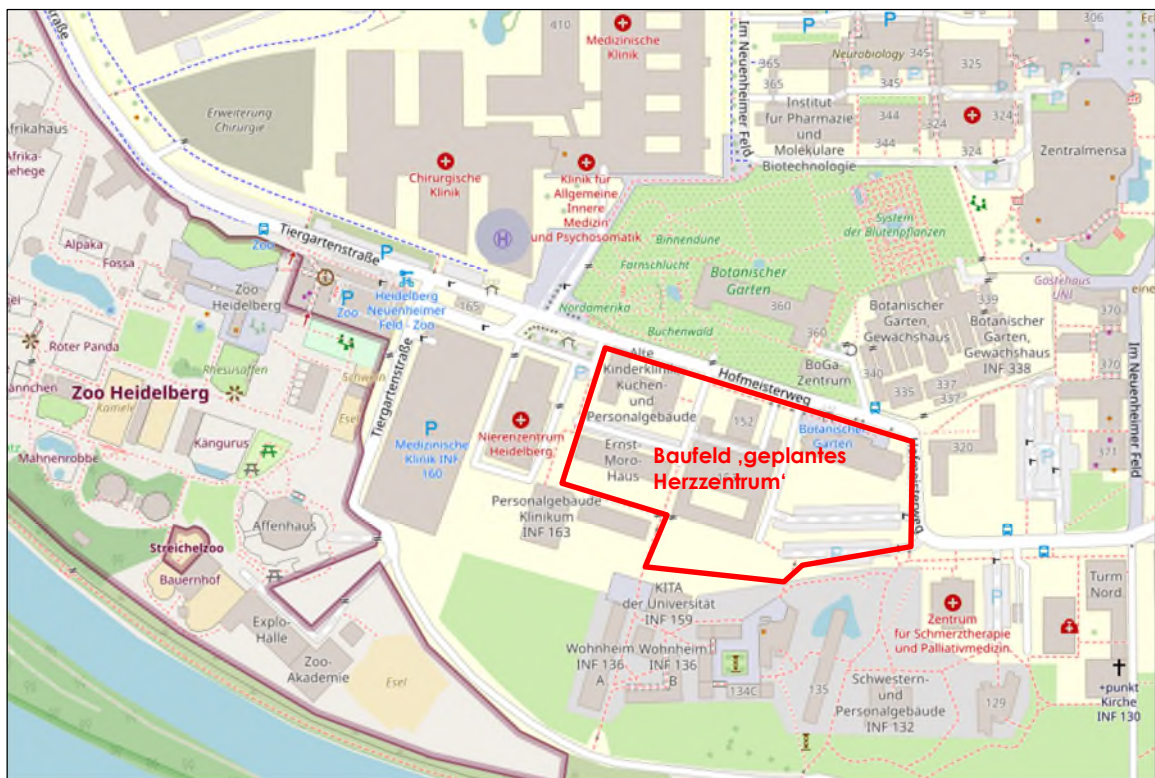 410
Medizinische
Klinik
Im Neuenheimer Feld
365
365
Neurobiology
345
345
325
306
Institut
für Pharmazie
und
Molekulare
Biotechnologie
344
344
324
324
324
Zentralmensa
Erweiterung
Chirurgie
Chirurgische
Klinik
Klinik für
Allgemeine
Innere
Medizin
und Psychosomatik
H
Afrikahaus
Afrika-
Tiergartenstraße
P
Zoo
Alpaka
Fossa
Zoo
Heidelberg
P
Zoo
Heidelberg
Neuenheimer
Feld - Zoo
165
Binnendüne
Farnschlucht
Nordamerika
Buchenwald
Botanischer
Garten
360
360
System
der Blütenpflanzen
BoGa-
Zentrum
340
Botanischer
Garten,
Gewächshaus
339
Botanischer
Garten,
Gewächshaus
INF 338
335
337
337
Gästehaus
UNI
370
370
371
Im Neuenheimer Feld
320
Roter Panda
Rhesusaffen
Schwein
Zoo Heidelberg
Kamele
Esel
Kängurus
Mähnenrobbe
Tiergartenstraße
P
Medizinische
Klinik INF
160
Nierenzentrum
Heidelberg
P
Alte
Kinderklinik
Küchen-
und
Personalgebäude
Hofmeisterweg
152
Botanischer
Garten
Ernst-
Moro-
Haus
Baufeld ‚geplantes
Herzzentrum‘
Hofmeisterweg
Personalgebäude
Klinikum
INF 163
P
Affenhaus
Streichelzoo
Bauernhof
Explo-
Halle
Zoo-
Akademie
Esel
KITA
der Universität
INF 159
Wohnheim
INF 136
A
Wohnheim
INF 136
B
134C
135
Schwestern-
und
Personalgebäude
INF 132
129
Zentrum
für Schmerztherapie
und Palliativmedizin
P
Turm
Nord
+punkt
Kirche
INF 130